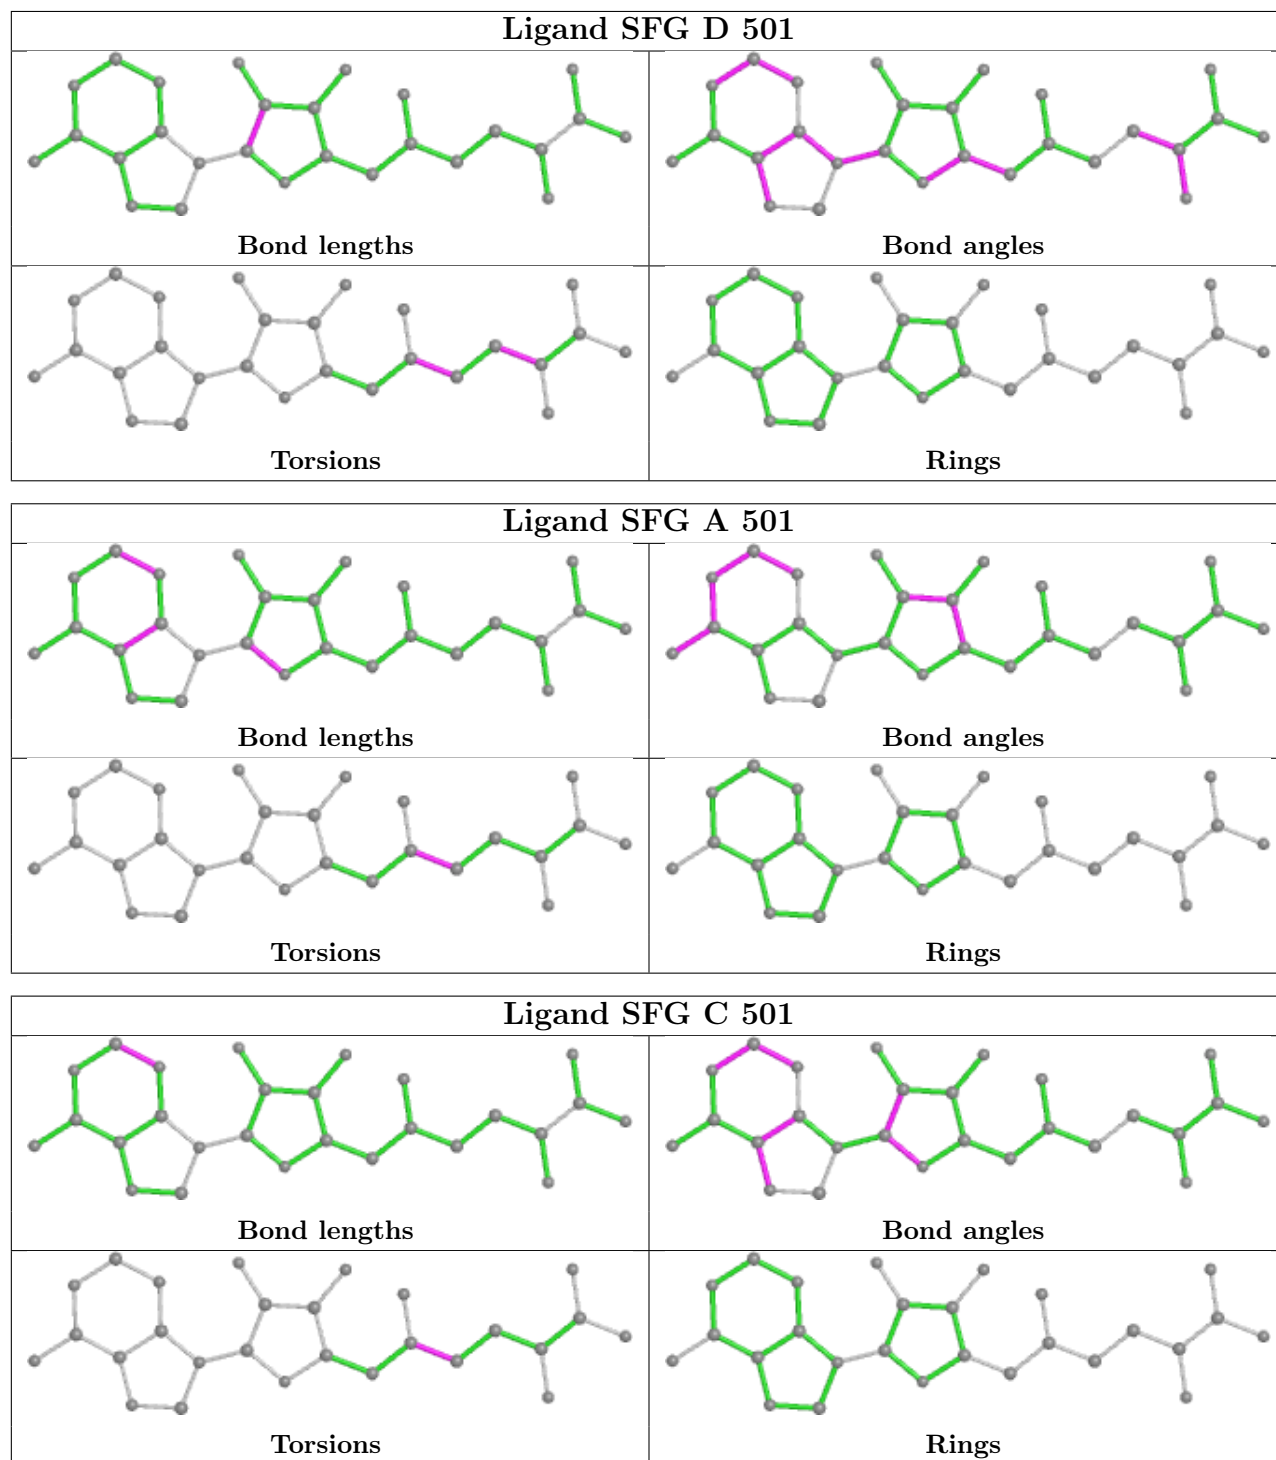 Ligand SFG D 501
Bond lengths
Bond angles
Torsions
Rings
Ligand SFG A 501
Bond lengths
Bond angles
Torsions
Rings
Ligand SFG C 501
Bond lengths
Bond angles
Torsions
Rings